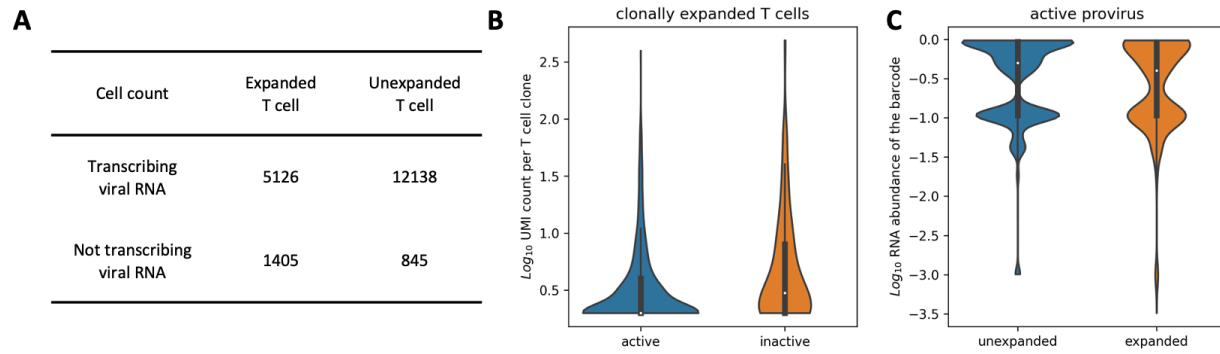 A
Cell count
Expanded
T cell
Unexpanded
T cell
Transcribing
viral RNA
5126
12138
Not transcribing
viral RNA
1405
845
B
clonally expanded T cells
Log10 UMI count per T cell clone
2.5
2.0
1.5
1.0
0.5
active
inactive
C
active provirus
Log10 RNA abundance of the barcode
0.0
−0.5
−1.0
−1.5
−2.0
−2.5
−3.0
−3.5
unexpanded
expanded